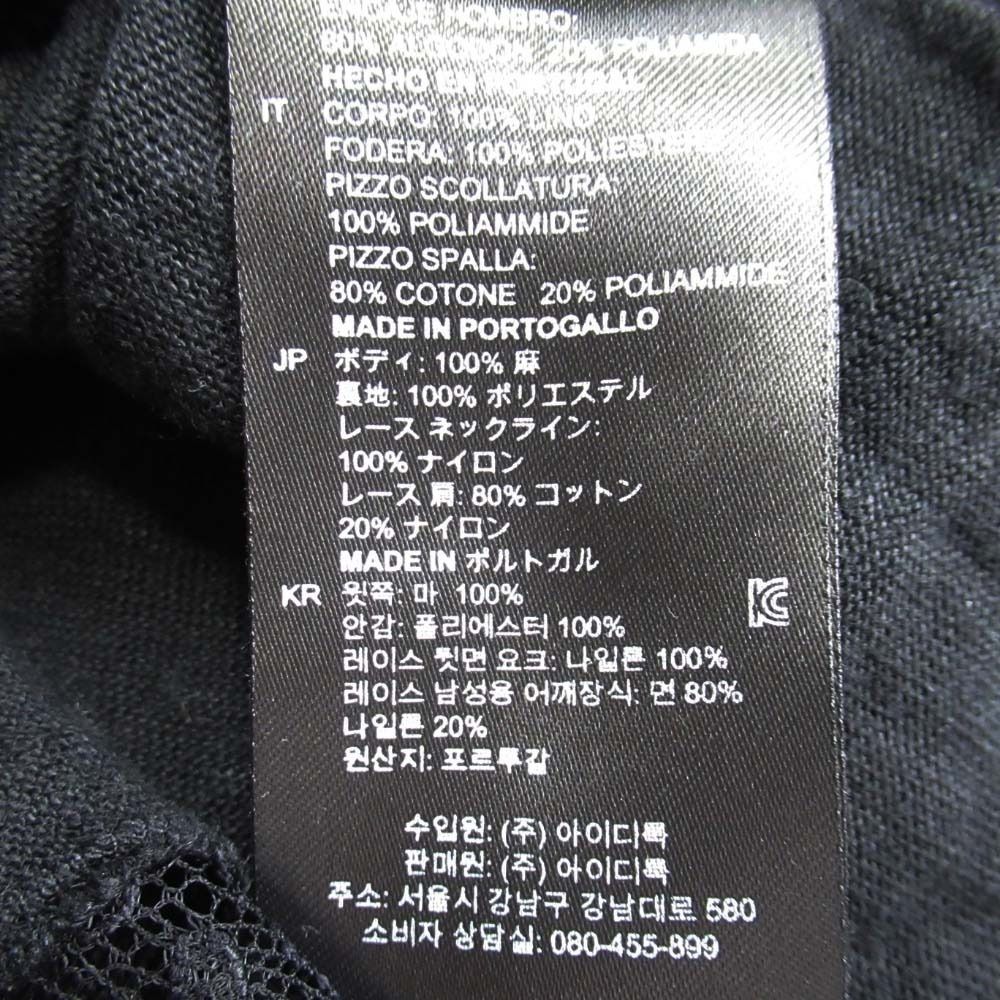 ENCAJE HOMBRO:
80% ALGODON, 20% POLIAMIDA
HECHO EN PORTUGAL
IT CORPO: 100% LINO
FODERA: 100% POLIESTERE
PIZZO SCOLLATURA:
100% POLIAMMIDE
PIZZO SPALLA:
80% COTONE 20% POLIAMMIDE
MADE IN PORTOGALLO
JP ボディ: 100% 麻
裏地: 100% ポリエステル
レース ネックライン:
100% ナイロン
レース 肩: 80% コットン
20% ナイロン
MADE IN ポルトガル
KR 윗쪽: 마 100%
안감: 폴리에스터 100%
레이스 뒷면 요크: 나일론 100%
레이스 남성용 어깨장식: 면 80%
나일론 20%
원산지: 포르투갈
수입원: (주) 아이디룩
판매원: (주) 아이디룩
주소: 서울시 강남구 강남대로 580
소비자 상담실: 080-455-899